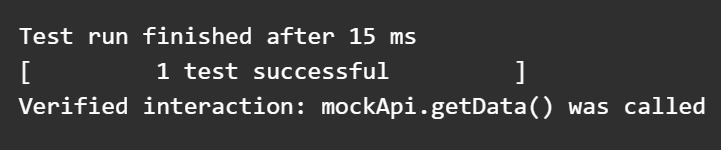 Test run finished after 15 ms
[         1 test successful         ]
Verified interaction: mockApi.getData() was called